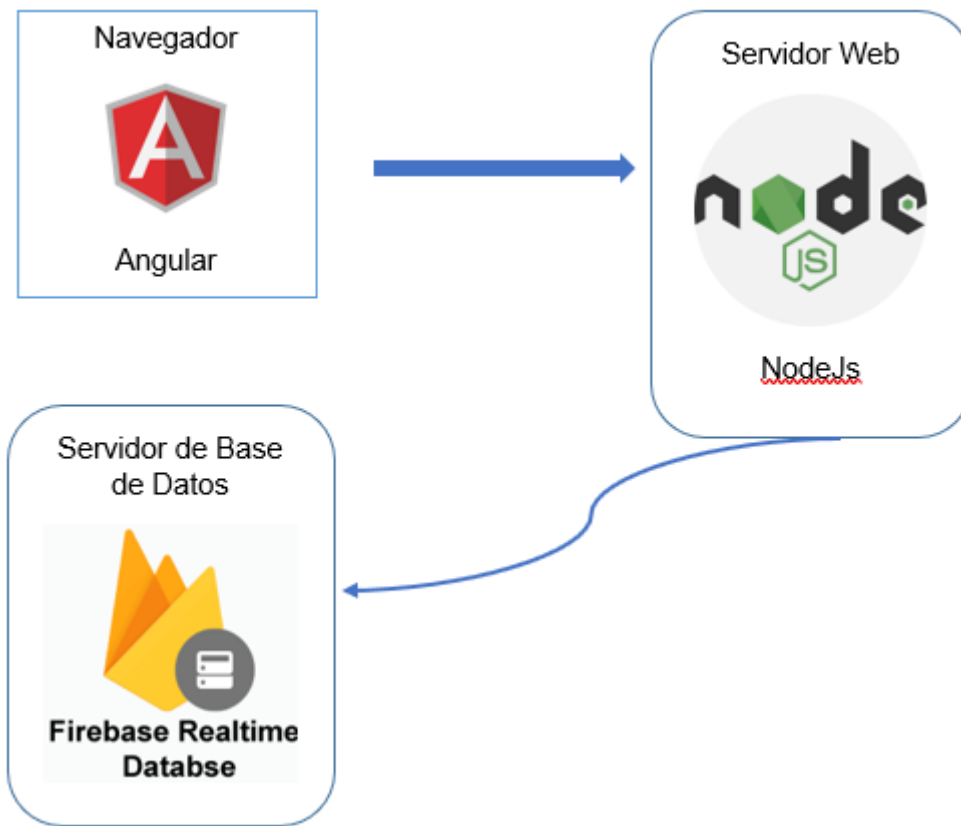 Navegador
A
Angular
Servidor Web
node
JS
NodeJs
Servidor de Base
de Datos
Firebase Realtime
Databse